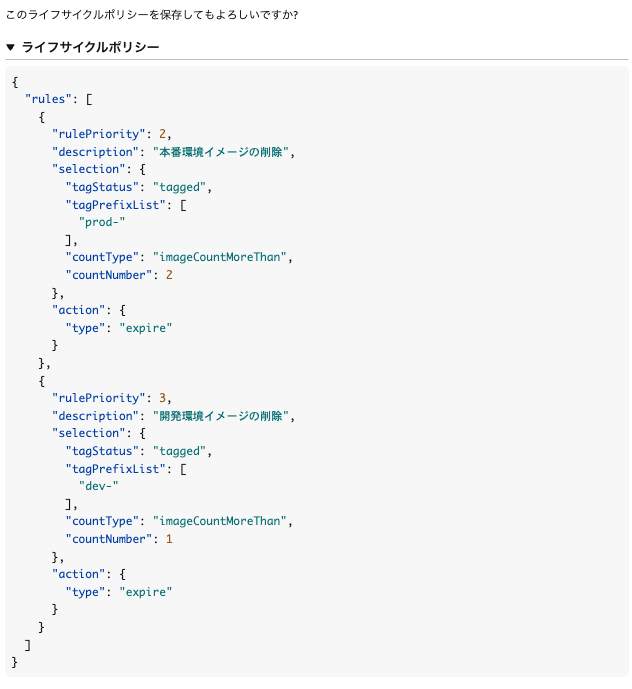 このライフサイクルポリシーを保存してもよろしいですか?
▼ ライフサイクルポリシー
{
  "rules": [
    {
      "rulePriority": 2,
      "description": "本番環境イメージの削除",
      "selection": {
        "tagStatus": "tagged",
        "tagPrefixList": [
          "prod-"
        ],
        "countType": "imageCountMoreThan",
        "countNumber": 2
      },
      "action": {
        "type": "expire"
      }
    },
    {
      "rulePriority": 3,
      "description": "開発環境イメージの削除",
      "selection": {
        "tagStatus": "tagged",
        "tagPrefixList": [
          "dev-"
        ],
        "countType": "imageCountMoreThan",
        "countNumber": 1
      },
      "action": {
        "type": "expire"
      }
    }
  ]
}